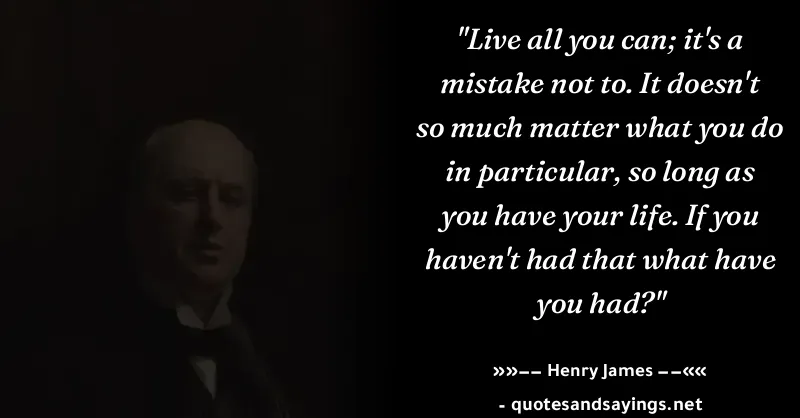 "Live all you can; it's a
mistake not to. It doesn't
so much matter what you do
in particular, so long as
you have your life. If you
haven't had that what have
you had?"
»»−− Henry James −−««
- quotesandsayings.net